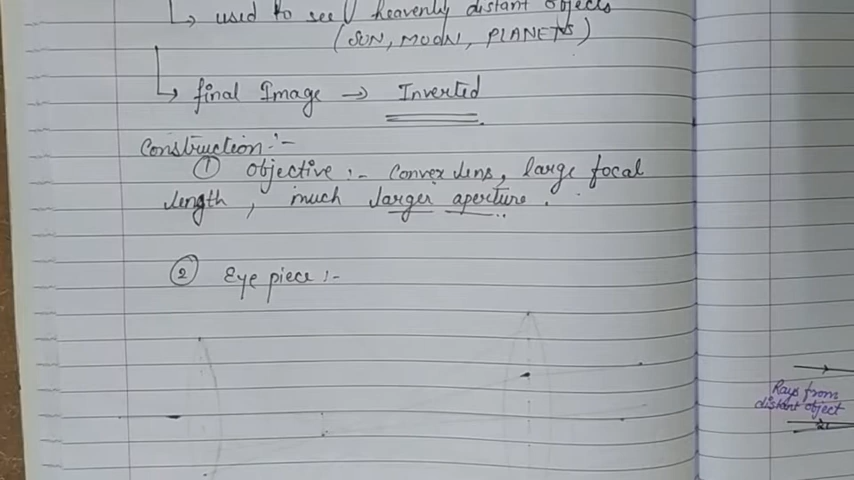 ↳ used to see heavenly distant objects
(SUN, MOON, PLANETS)
↳ final Image → Inverted
Construction :-
① Objective :- Convex lens, large focal
length, much larger aperture.
② Eye piece :-
Rays from
distant object